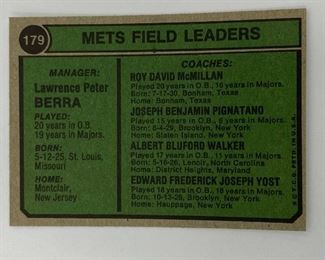 179
METS FIELD LEADERS
MANAGER:
Lawrence Peter
BERRA
PLAYED:
20 years in O.B.
19 years in Majors.
BORN:
5-12-25, St. Louis,
Missouri
HOME:
Montclair,
New Jersey
COACHES:
ROY DAVID McMILLAN
Played 20 years in O.B., 16 years in Majors.
Born: 7-17-30, Bonham, Texas
Home: Bonham, Texas
JOSEPH BENJAMIN PIGNATANO
Played 15 years in O.B., 6 years in Majors.
Born: 8-4-29, Brooklyn, New York
Home: Staten Island, New York
ALBERT BLUFORD WALKER
Played 17 years in O.B., 11 years in Majors.
Born: 5-16-26, Lenoir, North Carolina
Home: District Heights, Maryland
EDWARD FREDERICK JOSEPH YOST
Played 18 years in O.B., 18 years in Majors.
Born: 10-13-26, Brooklyn, New York
Home: Hauppage, New York
T.C.G. PRTD. IN U.S.A.